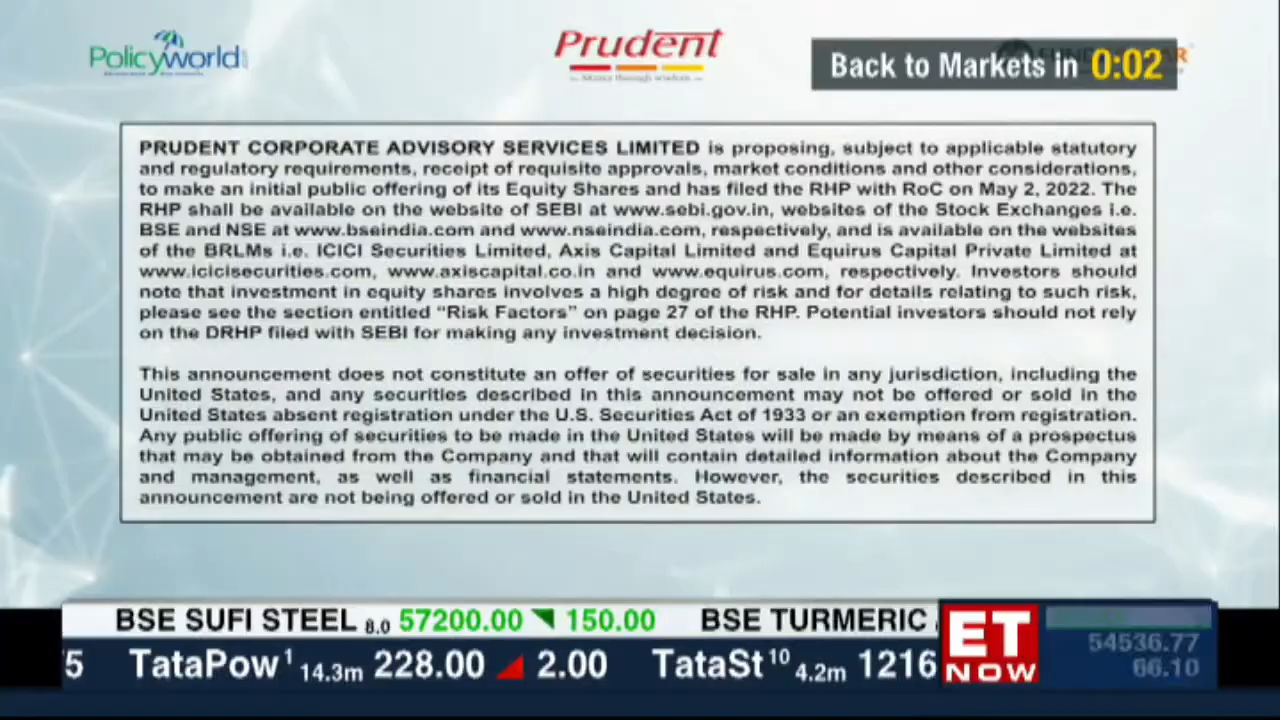 Policyworld
Prudent
Money through wisdom
Back to Markets in 0:02
PRUDENT CORPORATE ADVISORY SERVICES LIMITED is proposing, subject to applicable statutory
and regulatory requirements, receipt of requisite approvals, market conditions and other considerations,
to make an initial public offering of its Equity Shares and has filed the RHP with RoC on May 2, 2022. The
RHP shall be available on the website of SEBI at www.sebi.gov.in, websites of the Stock Exchanges i.e.
BSE and NSE at www.bseindia.com and www.nseindia.com, respectively, and is available on the websites
of the BRLMs i.e. ICICI Securities Limited, Axis Capital Limited and Equirus Capital Private Limited at
www.icicisecurities.com, www.axiscapital.co.in and www.equirus.com, respectively. Investors should
note that investment in equity shares involves a high degree of risk and for details relating to such risk,
please see the section entitled “Risk Factors” on page 27 of the RHP. Potential investors should not rely
on the DRHP filed with SEBI for making any investment decision.
This announcement does not constitute an offer of securities for sale in any jurisdiction, including the
United States, and any securities described in this announcement may not be offered or sold in the
United States absent registration under the U.S. Securities Act of 1933 or an exemption from registration.
Any public offering of securities to be made in the United States will be made by means of a prospectus
that may be obtained from the Company and that will contain detailed information about the Company
and management, as well as financial statements. However, the securities described in this
announcement are not being offered or sold in the United States.
BSE SUFI STEEL 8.0 57200.00 150.00 BSE TURMERIC
5 TataPow 1 14.3m 228.00 2.00 TataSt 10 4.2m 1216
ET
NOW
54536.77
66.10